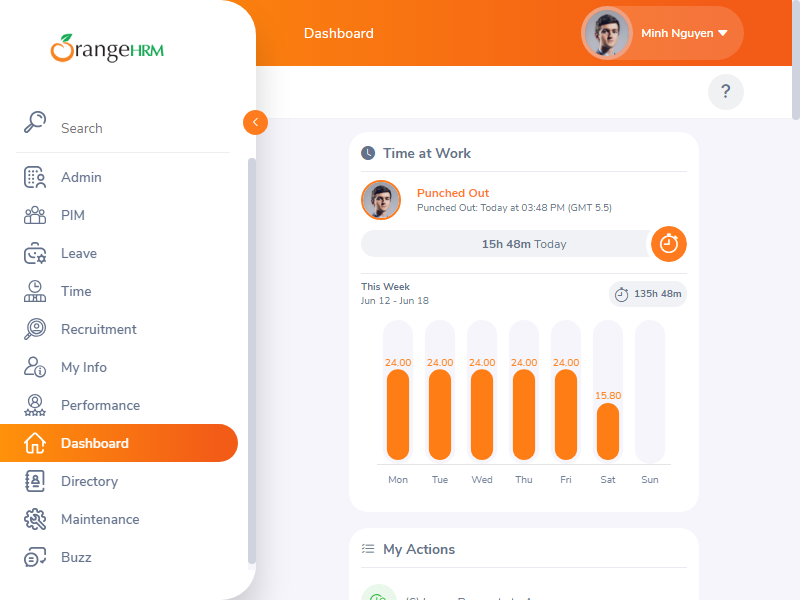 OrangeHRM
Search
Admin
PIM
Leave
Time
Recruitment
My Info
Performance
Dashboard
Directory
Maintenance
Buzz
Dashboard
Minh Nguyen
?
Time at Work
Punched Out
Punched Out: Today at 03:48 PM (GMT 5.5)
15h 48m Today
This Week
Jun 12 - Jun 18
135h 48m
24.00 24.00 24.00 24.00 24.00
15.80
Mon Tue Wed Thu Fri Sat Sun
My Actions